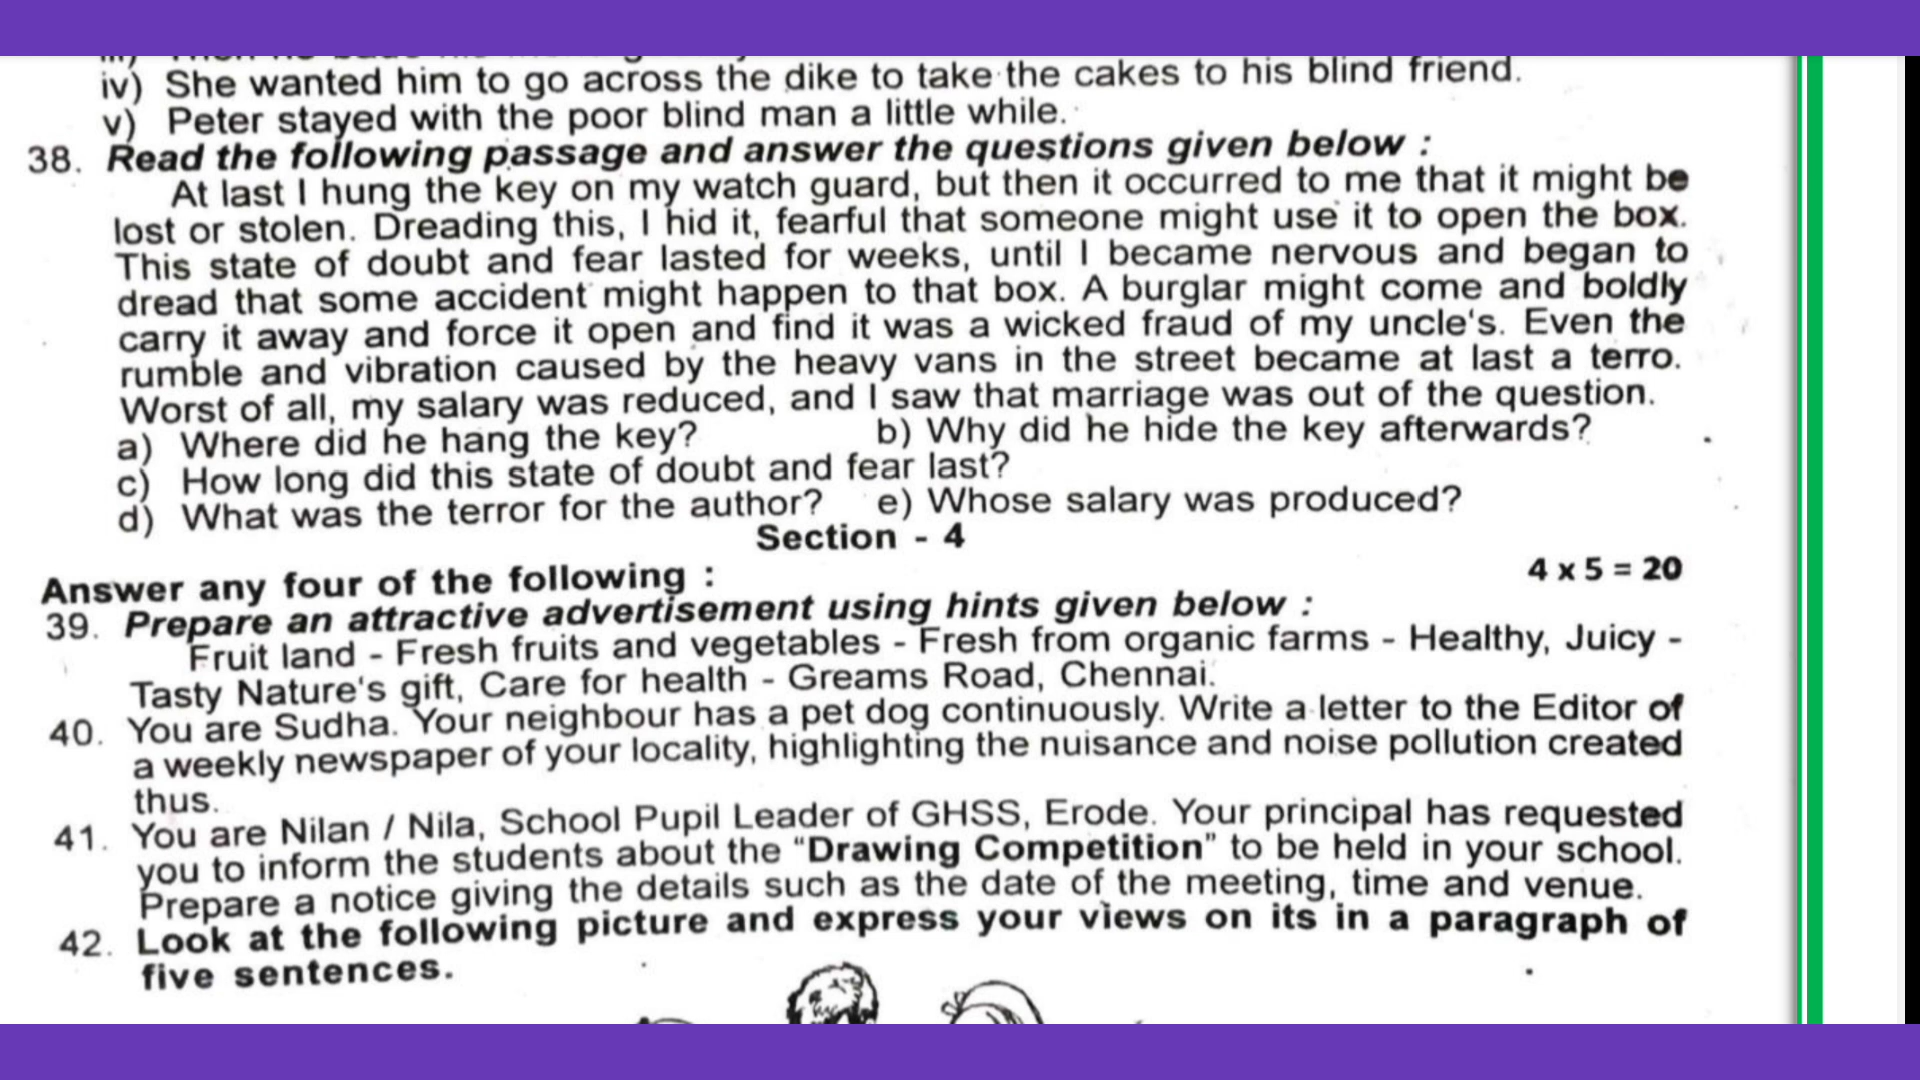 iv) She wanted him to go across the dike to take the cakes to his blind friend.
v) Peter stayed with the poor blind man a little while.
38. Read the following passage and answer the questions given below :
At last I hung the key on my watch guard, but then it occurred to me that it might be
lost or stolen. Dreading this, I hid it, fearful that someone might use it to open the box.
This state of doubt and fear lasted for weeks, until I became nervous and began to
dread that some accident might happen to that box. A burglar might come and boldly
carry it away and force it open and find it was a wicked fraud of my uncle's. Even the
rumble and vibration caused by the heavy vans in the street became at last a terro.
Worst of all, my salary was reduced, and I saw that marriage was out of the question.
a) Where did he hang the key? b) Why did he hide the key afterwards?
c) How long did this state of doubt and fear last?
d) What was the terror for the author? e) Whose salary was produced?
Section - 4
Answer any four of the following : 4 x 5 = 20
39. Prepare an attractive advertisement using hints given below :
Fruit land - Fresh fruits and vegetables - Fresh from organic farms - Healthy, Juicy -
Tasty Nature's gift, Care for health - Greams Road, Chennai.
40. You are Sudha. Your neighbour has a pet dog continuously. Write a letter to the Editor of
a weekly newspaper of your locality, highlighting the nuisance and noise pollution created
thus.
41. You are Nilan / Nila, School Pupil Leader of GHSS, Erode. Your principal has requested
you to inform the students about the “Drawing Competition” to be held in your school.
Prepare a notice giving the details such as the date of the meeting, time and venue.
42. Look at the following picture and express your views on its in a paragraph of
five sentences.